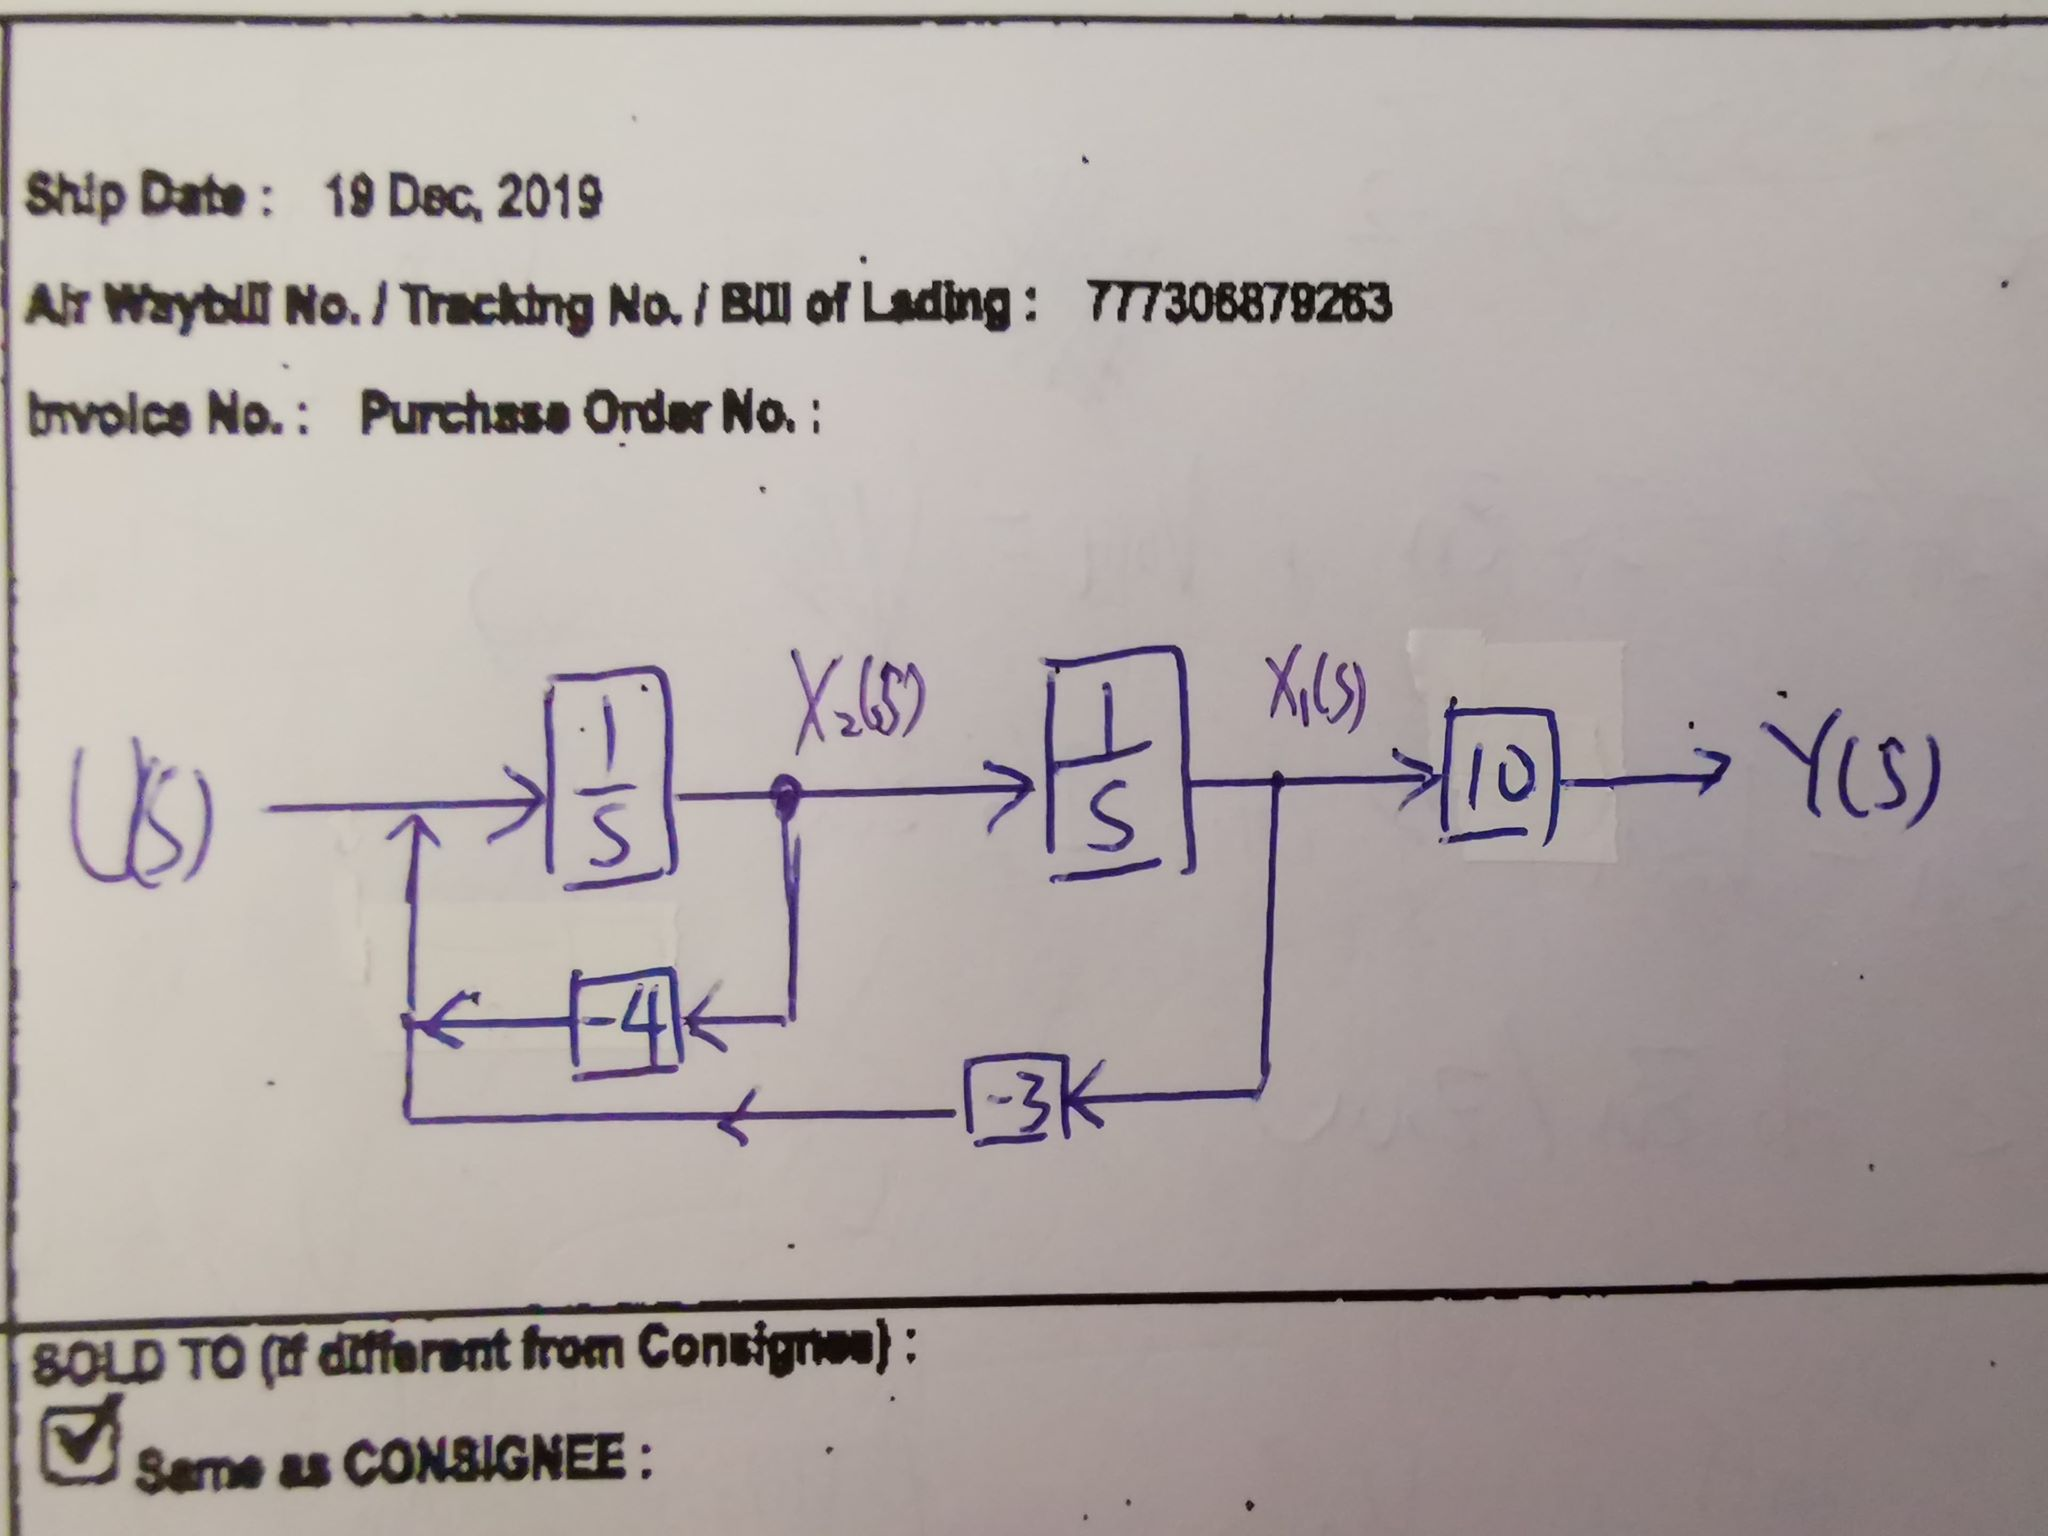 Ship Date : 19 Dec, 2019
Air Waybill No. / Tracking No. / Bill of Lading : 777306879263
Invoice No. : Purchase Order No. :
U(s)
1
s
X₂(s)
1
s
X₁(s)
10
Y(s)
-4
-3
SOLD TO (if different from Consignee) :
Same as CONSIGNEE :